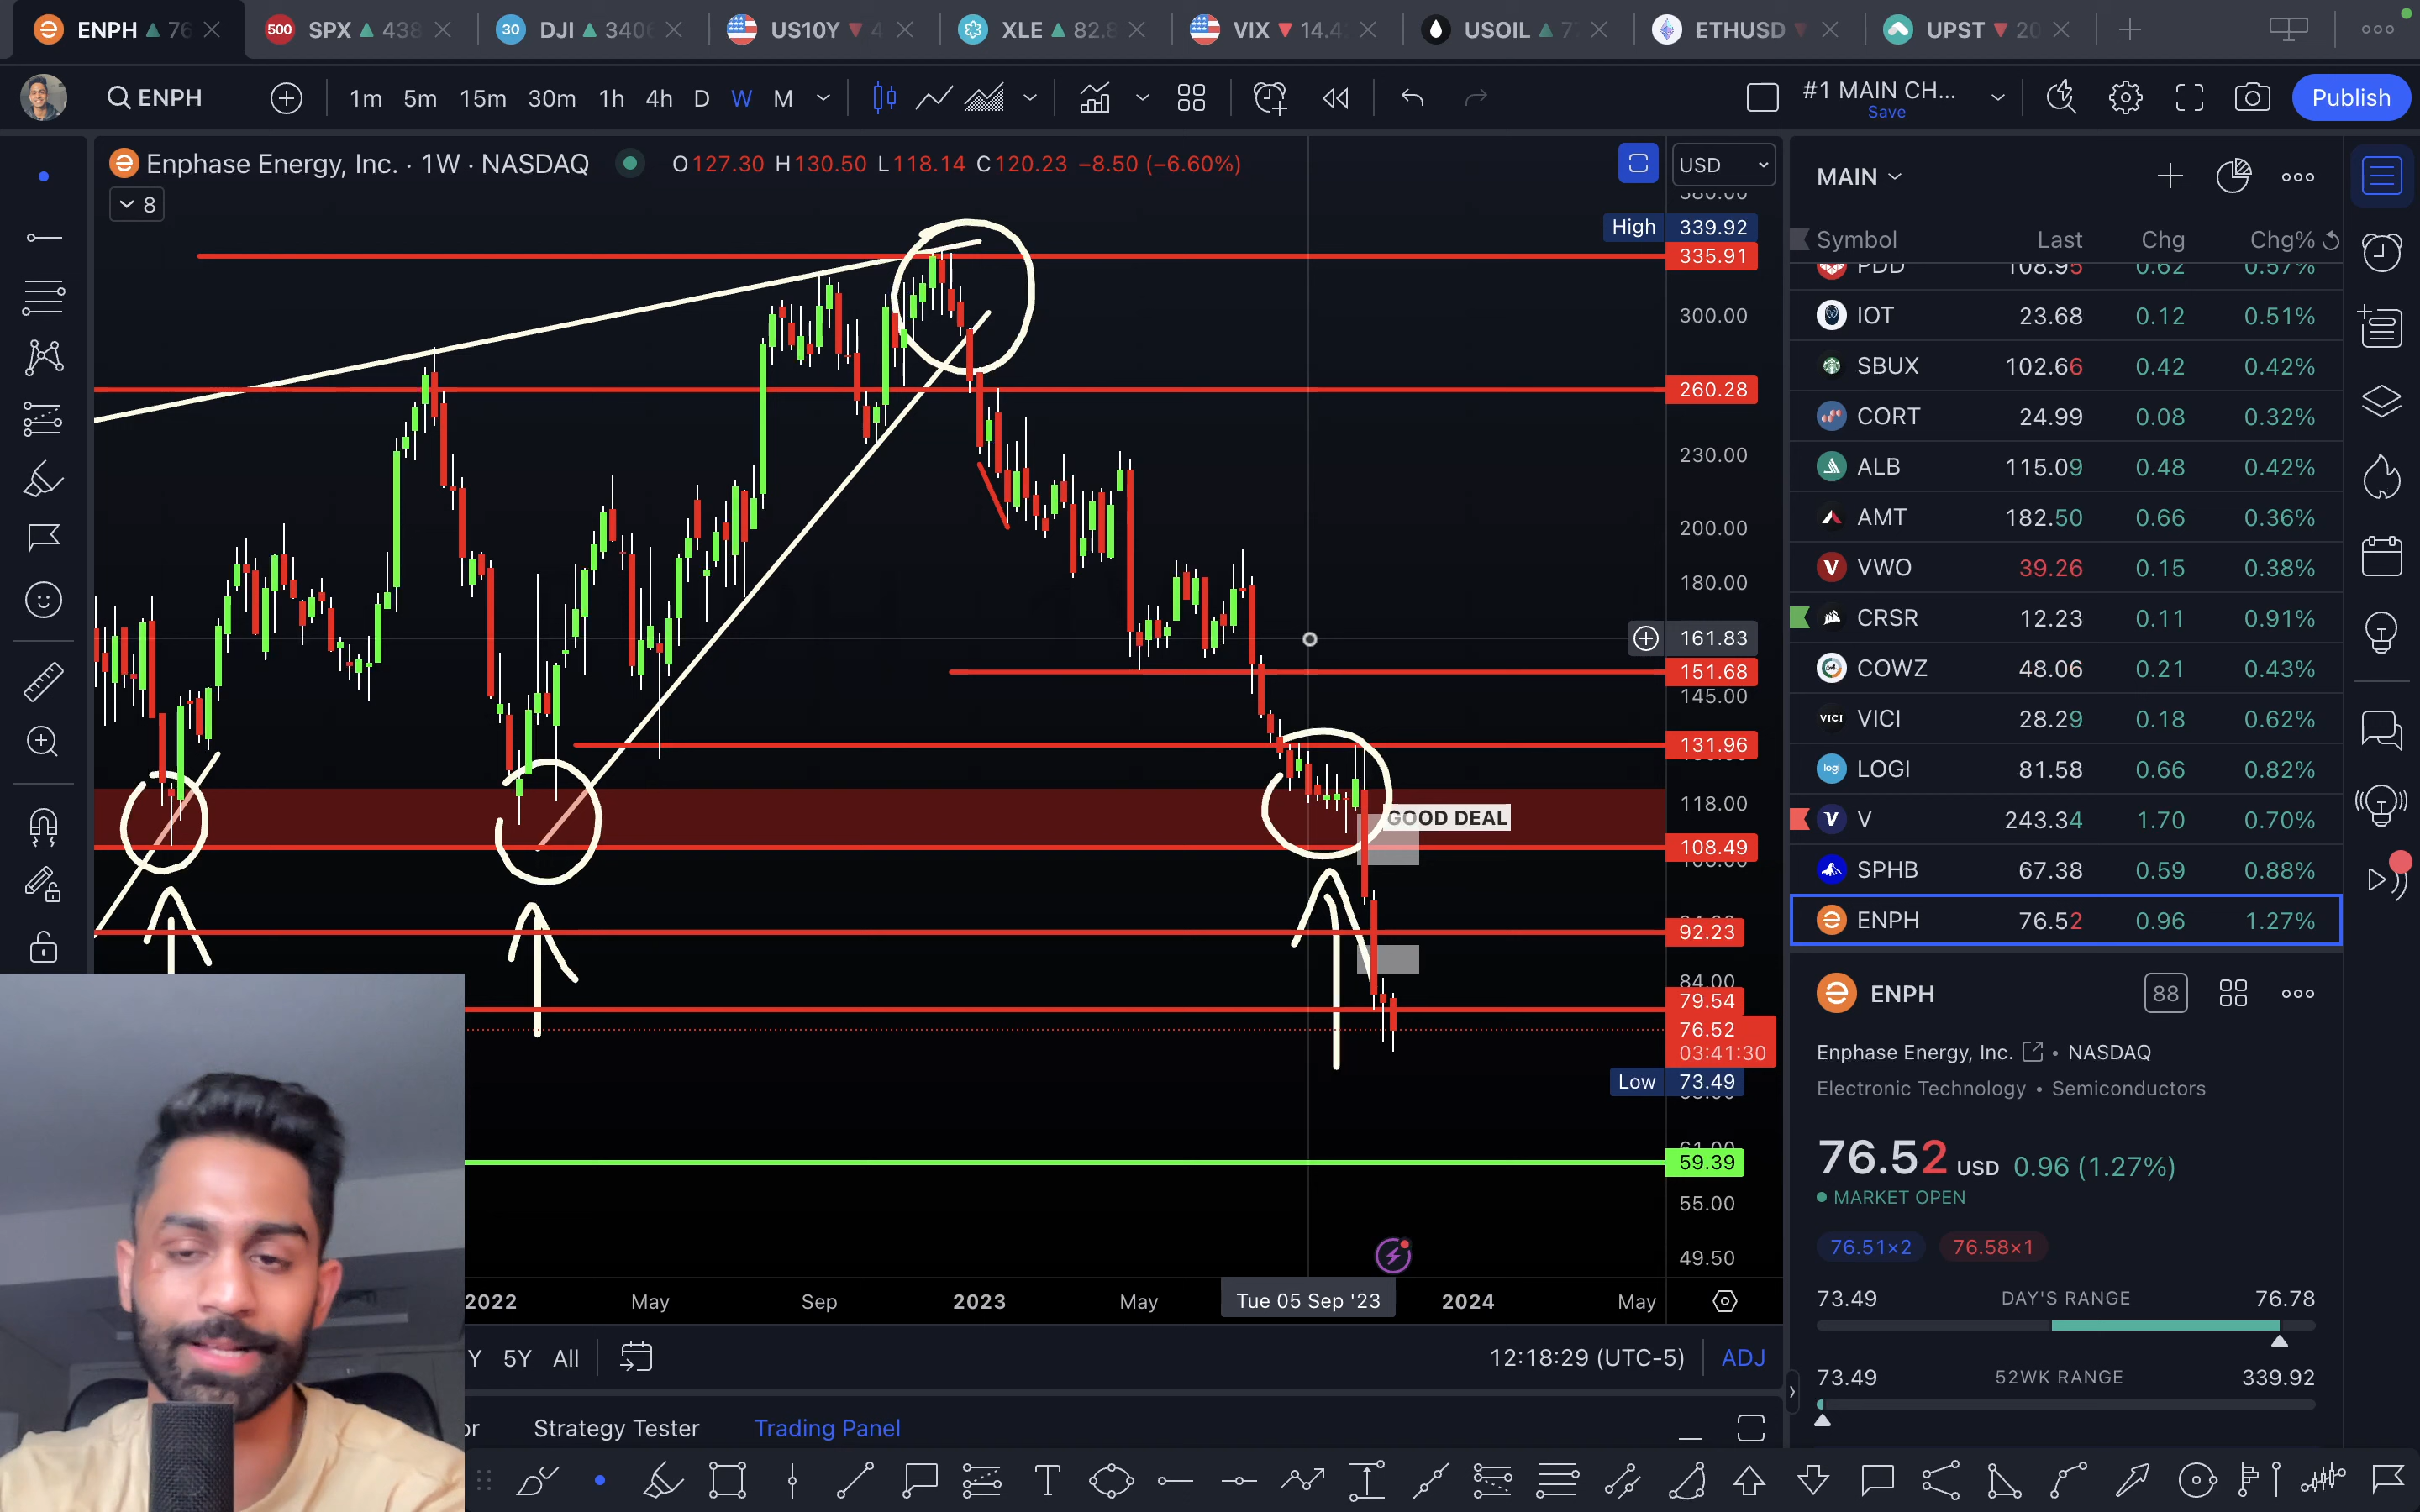 ENPH 76 SPX 438 DJI 3406 US10Y 4 XLE 82.8 VIX 14.4 USOIL 77 ETHUSD UPST 20
ENPH 1m 5m 15m 30m 1h 4h D W M #1 MAIN CH... Publish
Save
Enphase Energy, Inc. · 1W · NASDAQ O127.30 H130.50 L118.14 C120.23 −8.50 (−6.60%) USD
8
380.00
High 339.92
335.91
300.00
260.28
230.00
200.00
180.00
161.83
151.68
145.00
131.96
118.00
GOOD DEAL
108.49
92.23
84.00
79.54
76.52
03:41:30
Low 73.49
61.00
59.39
55.00
49.50
2022 May Sep 2023 May Tue 05 Sep '23 2024 May
Y 5Y All 12:18:29 (UTC-5) ADJ
or Strategy Tester Trading Panel
MAIN
Symbol Last Chg Chg%
PDD 108.95 0.62 0.57%
IOT 23.68 0.12 0.51%
SBUX 102.66 0.42 0.42%
CORT 24.99 0.08 0.32%
ALB 115.09 0.48 0.42%
AMT 182.50 0.66 0.36%
VWO 39.26 0.15 0.38%
CRSR 12.23 0.11 0.91%
COWZ 48.06 0.21 0.43%
VICI 28.29 0.18 0.62%
LOGI 81.58 0.66 0.82%
V 243.34 1.70 0.70%
SPHB 67.38 0.59 0.88%
ENPH 76.52 0.96 1.27%
ENPH 88
Enphase Energy, Inc. • NASDAQ
Electronic Technology • Semiconductors
76.52 USD 0.96 (1.27%)
MARKET OPEN
76.51×2 76.58×1
73.49 DAY'S RANGE 76.78
73.49 52WK RANGE 339.92